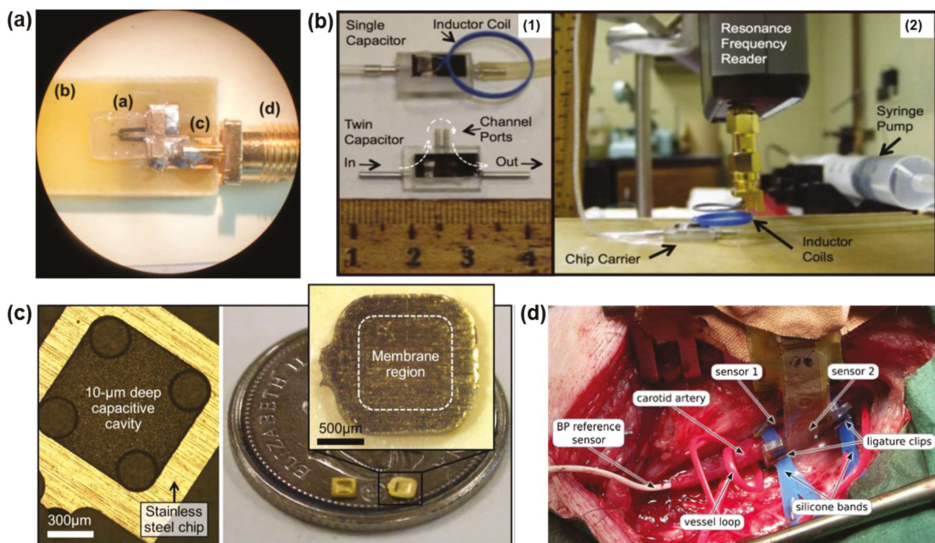 (a)
(b)
(a)
(c)
(d)
(b)
Single
Capacitor
Inductor Coil
(1)
Twin
Capacitor
Channel
Ports
In
Out
1 2 3 4
(2)
Resonance
Frequency
Reader
Syringe
Pump
Chip Carrier
Inductor
Coils
(c)
10-µm deep
capacitive
cavity
Stainless
steel chip
300µm
Membrane
region
500µm
ELIZABETH II
(d)
sensor 1
sensor 2
carotid artery
BP reference
sensor
ligature clips
vessel loop
silicone bands